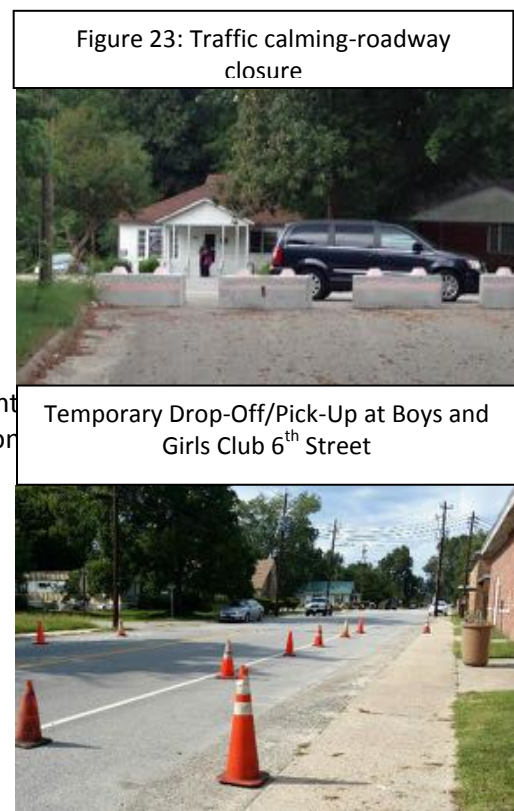 Figure 23: Traffic calming-roadway
closure
Temporary Drop-Off/Pick-Up at Boys and
Girls Club 6th Street